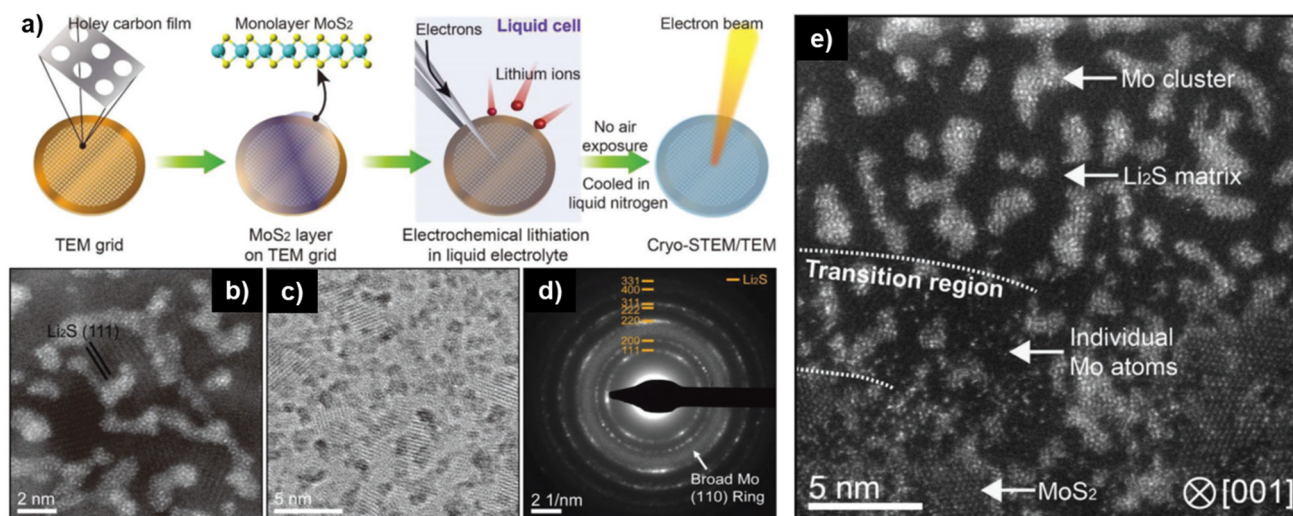 a)
Holey carbon film
Monolayer MoS₂
Electrons
Liquid cell
Lithium ions
Electron beam
No air
exposure
Cooled in
liquid nitrogen
TEM grid
MoS₂ layer
on TEM grid
Electrochemical lithiation
in liquid electrolyte
Cryo-STEM/TEM
b)
Li₂S (111)
2 nm
c)
5 nm
d)
331
400
311
222
220
200
111
Li₂S
Broad Mo
(110) Ring
2 1/nm
e)
Mo cluster
Li₂S matrix
Transition region
Individual
Mo atoms
MoS₂
5 nm
[001]